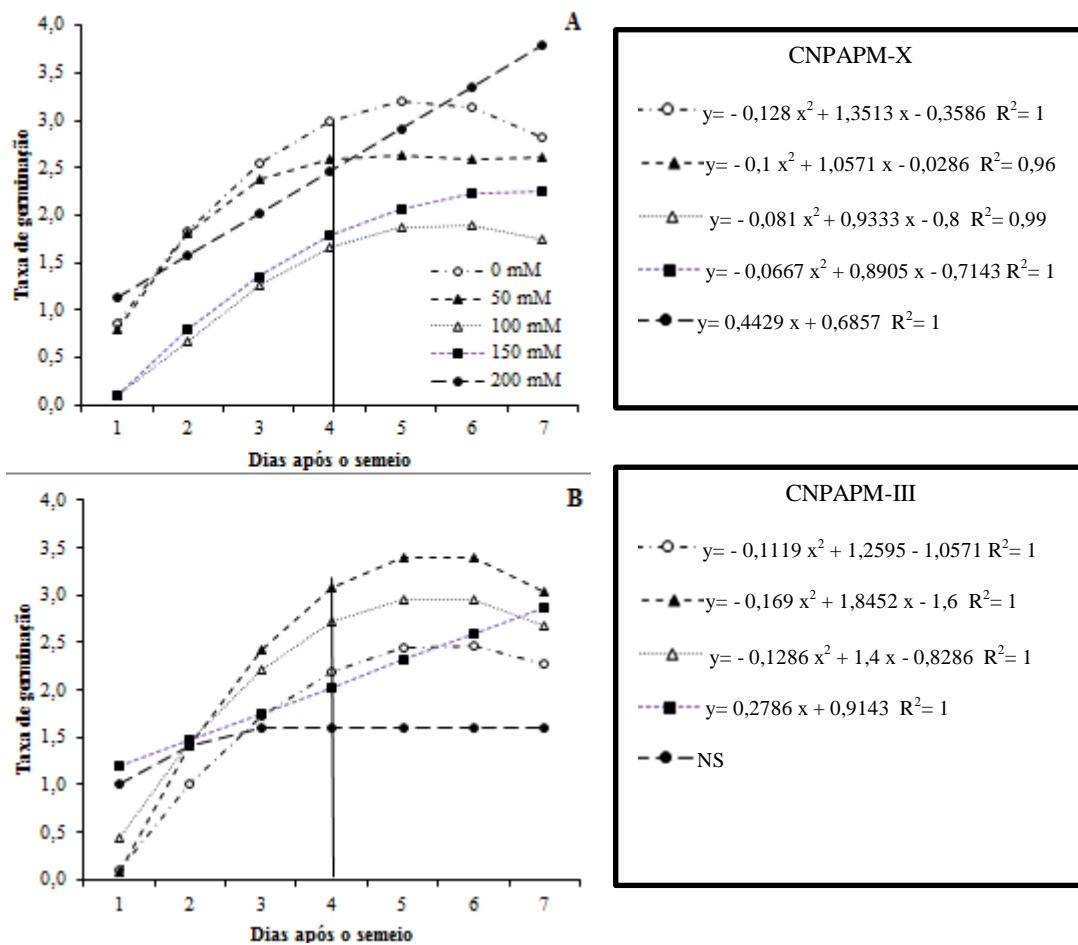 A
Taxa de germinação
4,0
3,5
3,0
2,5
2,0
1,5
1,0
0,5
0,0
0 mM
50 mM
100 mM
150 mM
200 mM
1 2 3 4 5 6 7
Dias após o semeio
CNPAPM-X
y= - 0,128 x² + 1,3513 x - 0,3586 R²= 1
y= - 0,1 x² + 1,0571 x - 0,0286 R²= 0,96
y= - 0,081 x² + 0,9333 x - 0,8 R²= 0,99
y= - 0,0667 x² + 0,8905 x - 0,7143 R²= 1
y= 0,4429 x + 0,6857 R²= 1
B
Taxa de germinação
4,0
3,5
3,0
2,5
2,0
1,5
1,0
0,5
0,0
1 2 3 4 5 6 7
Dias após o semeio
CNPAPM-III
y= - 0,1119 x² + 1,2595 - 1,0571 R²= 1
y= - 0,169 x² + 1,8452 x - 1,6 R²= 1
y= - 0,1286 x² + 1,4 x - 0,8286 R²= 1
y= 0,2786 x + 0,9143 R²= 1
NS